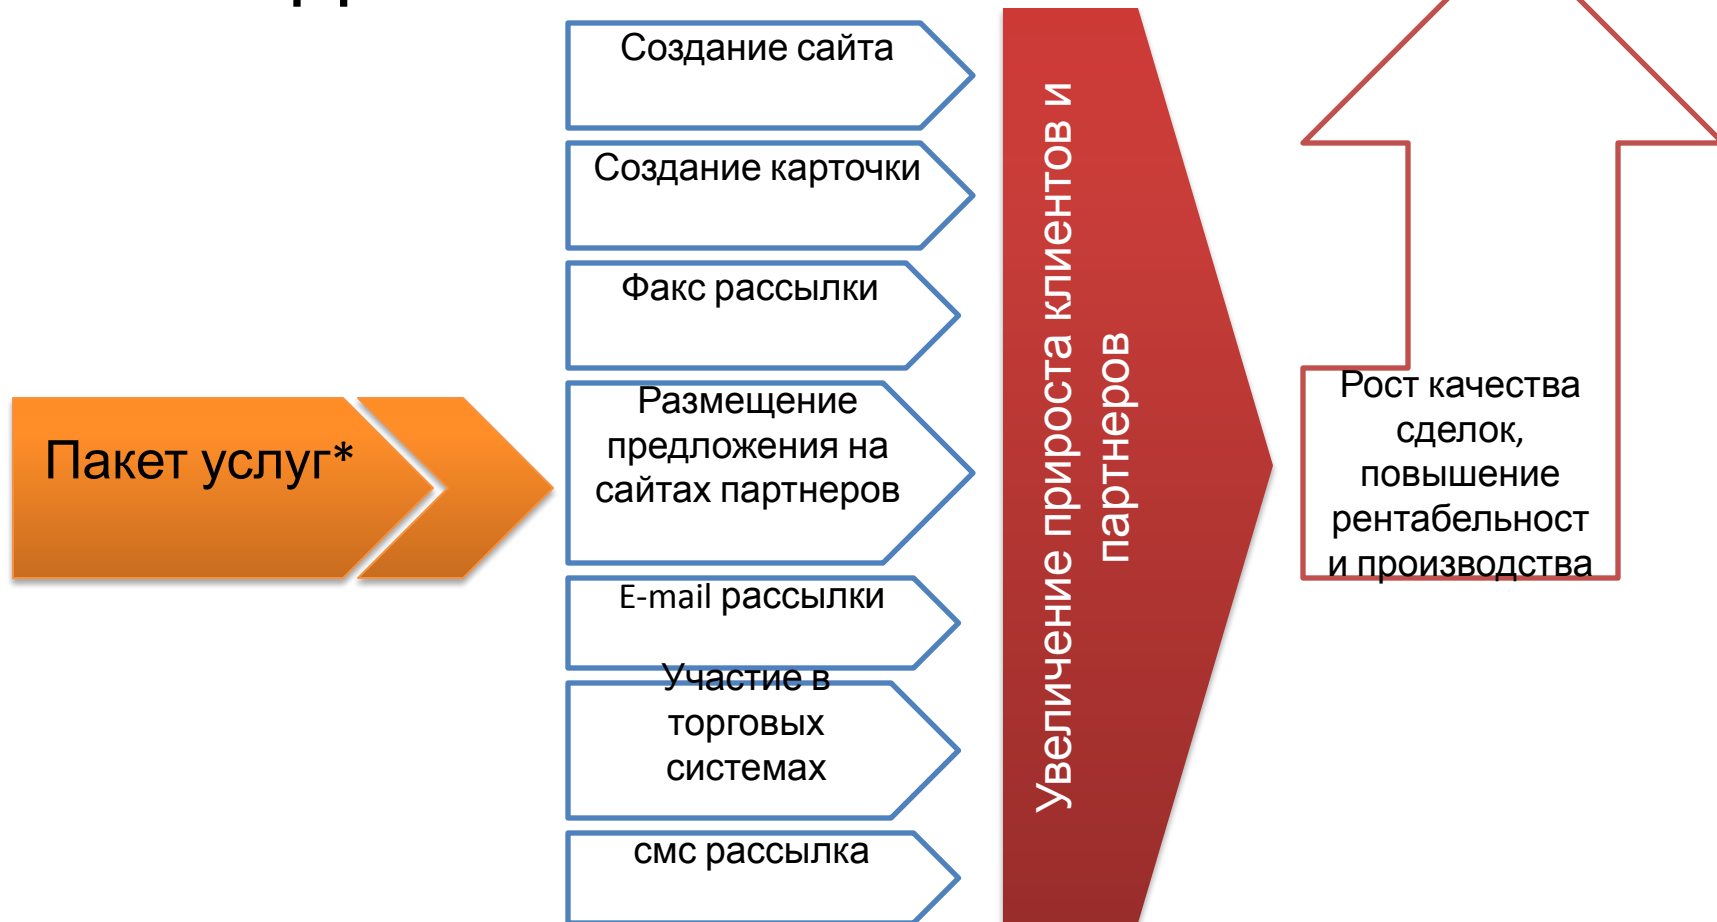 Пакет услуг*
Создание сайта
Создание карточки
Факс рассылки
Размещение
предложения на
сайтах партнеров
E-mail рассылки
Участие в
торговых
системах
смс рассылка
Увеличение прироста клиентов и
партнеров
Рост качества
сделок,
повышение
рентабельност
и производства